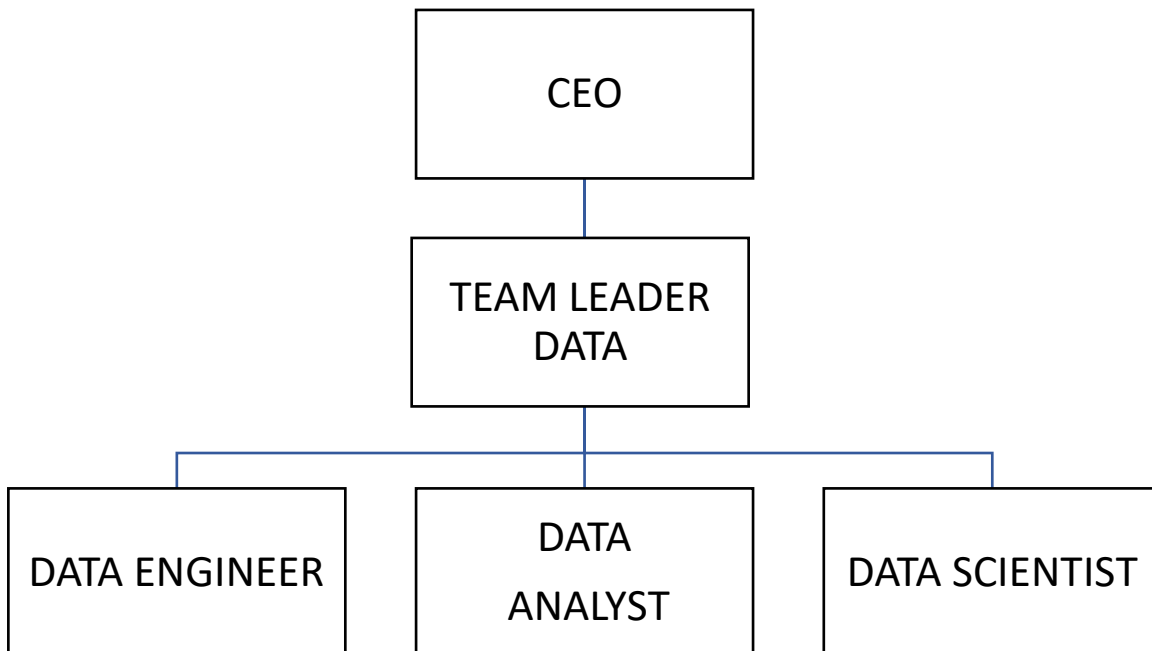 CEO
TEAM LEADER
DATA
DATA ENGINEER
DATA
ANALYST
DATA SCIENTIST